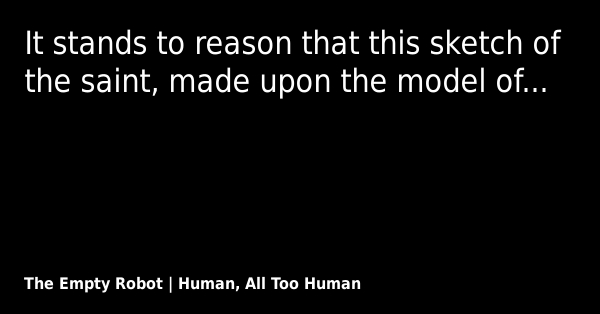 It stands to reason that this sketch of
the saint, made upon the model of...
The Empty Robot | Human, All Too Human